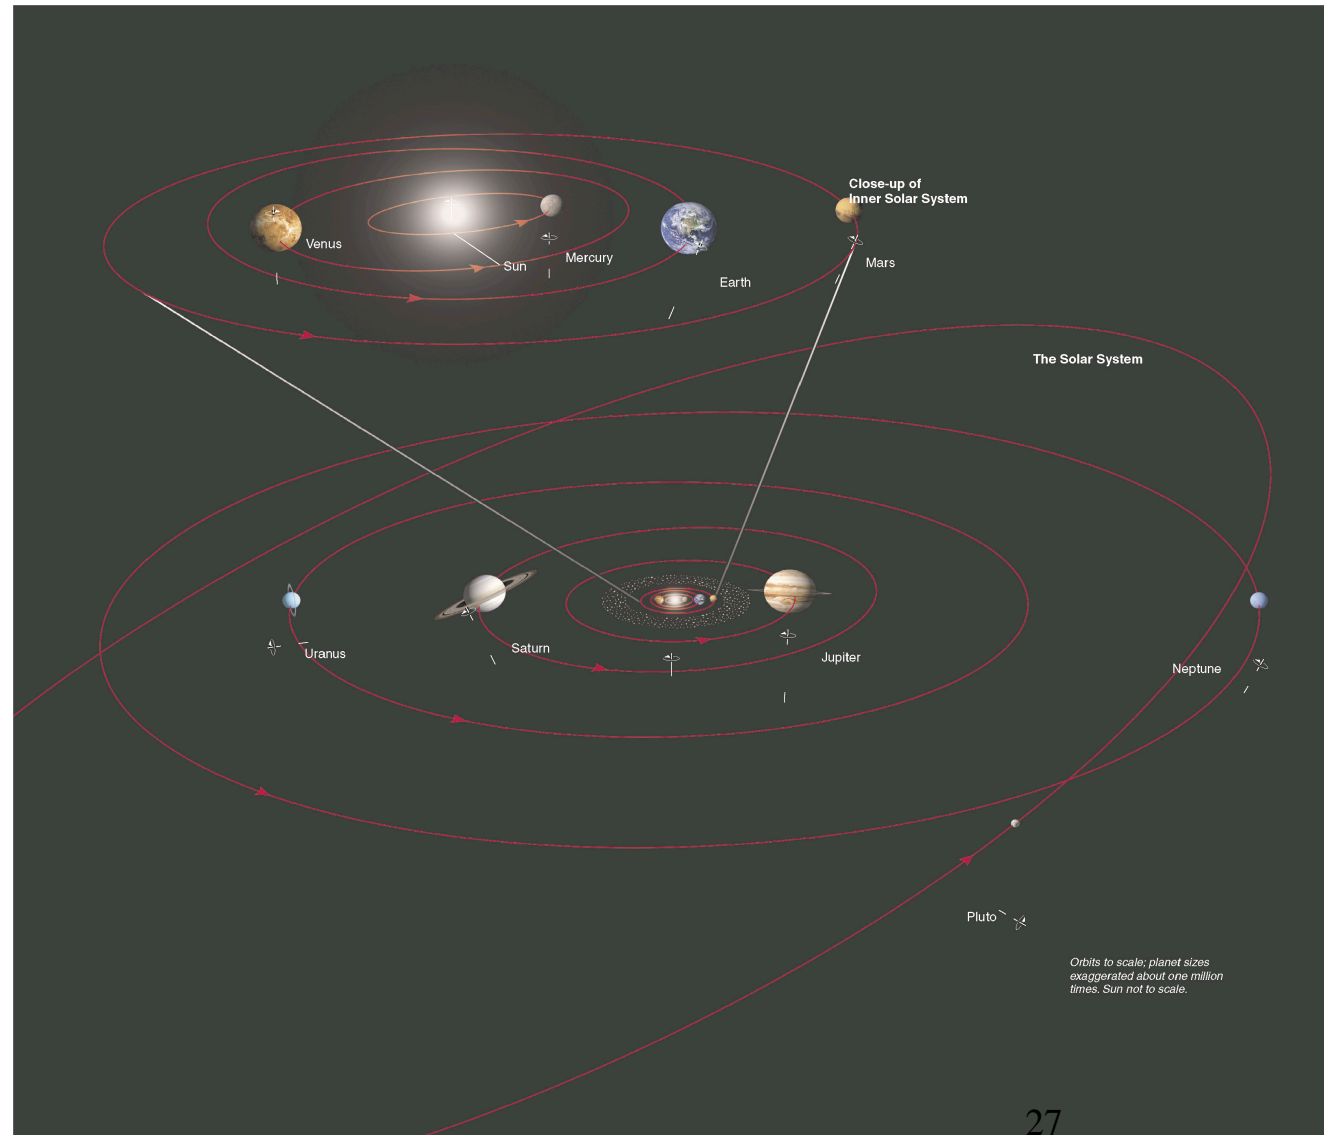 Close-up of
Inner Solar System
Venus
Sun
Mercury
Earth
Mars
The Solar System
Uranus
Saturn
Jupiter
Neptune
Pluto
Orbits to scale; planet sizes
exaggerated about one million
times. Sun not to scale.
27